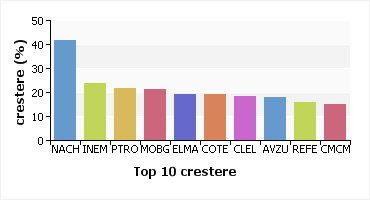 crestere (%)
50
40
30
20
10
0
NACH INEM PTRO MOBG ELMA COTE CLEL AVZU REFE CMCM
Top 10 crestere